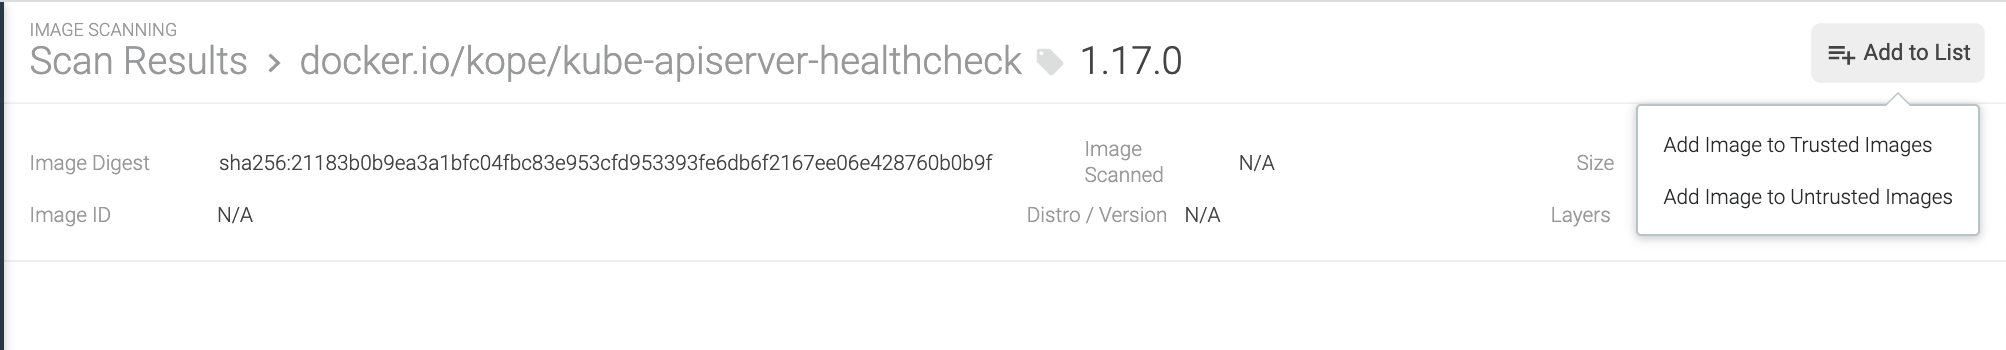 IMAGE SCANNING
Scan Results > docker.io/kope/kube-apiserver-healthcheck 1.17.0
Add to List
Add Image to Trusted Images
Add Image to Untrusted Images
Image Digest sha256:21183b0b9ea3a1bfc04fbc83e953cfd953393fe6db6f2167ee06e428760b0b9f Image Scanned N/A Size
Image ID N/A Distro / Version N/A Layers